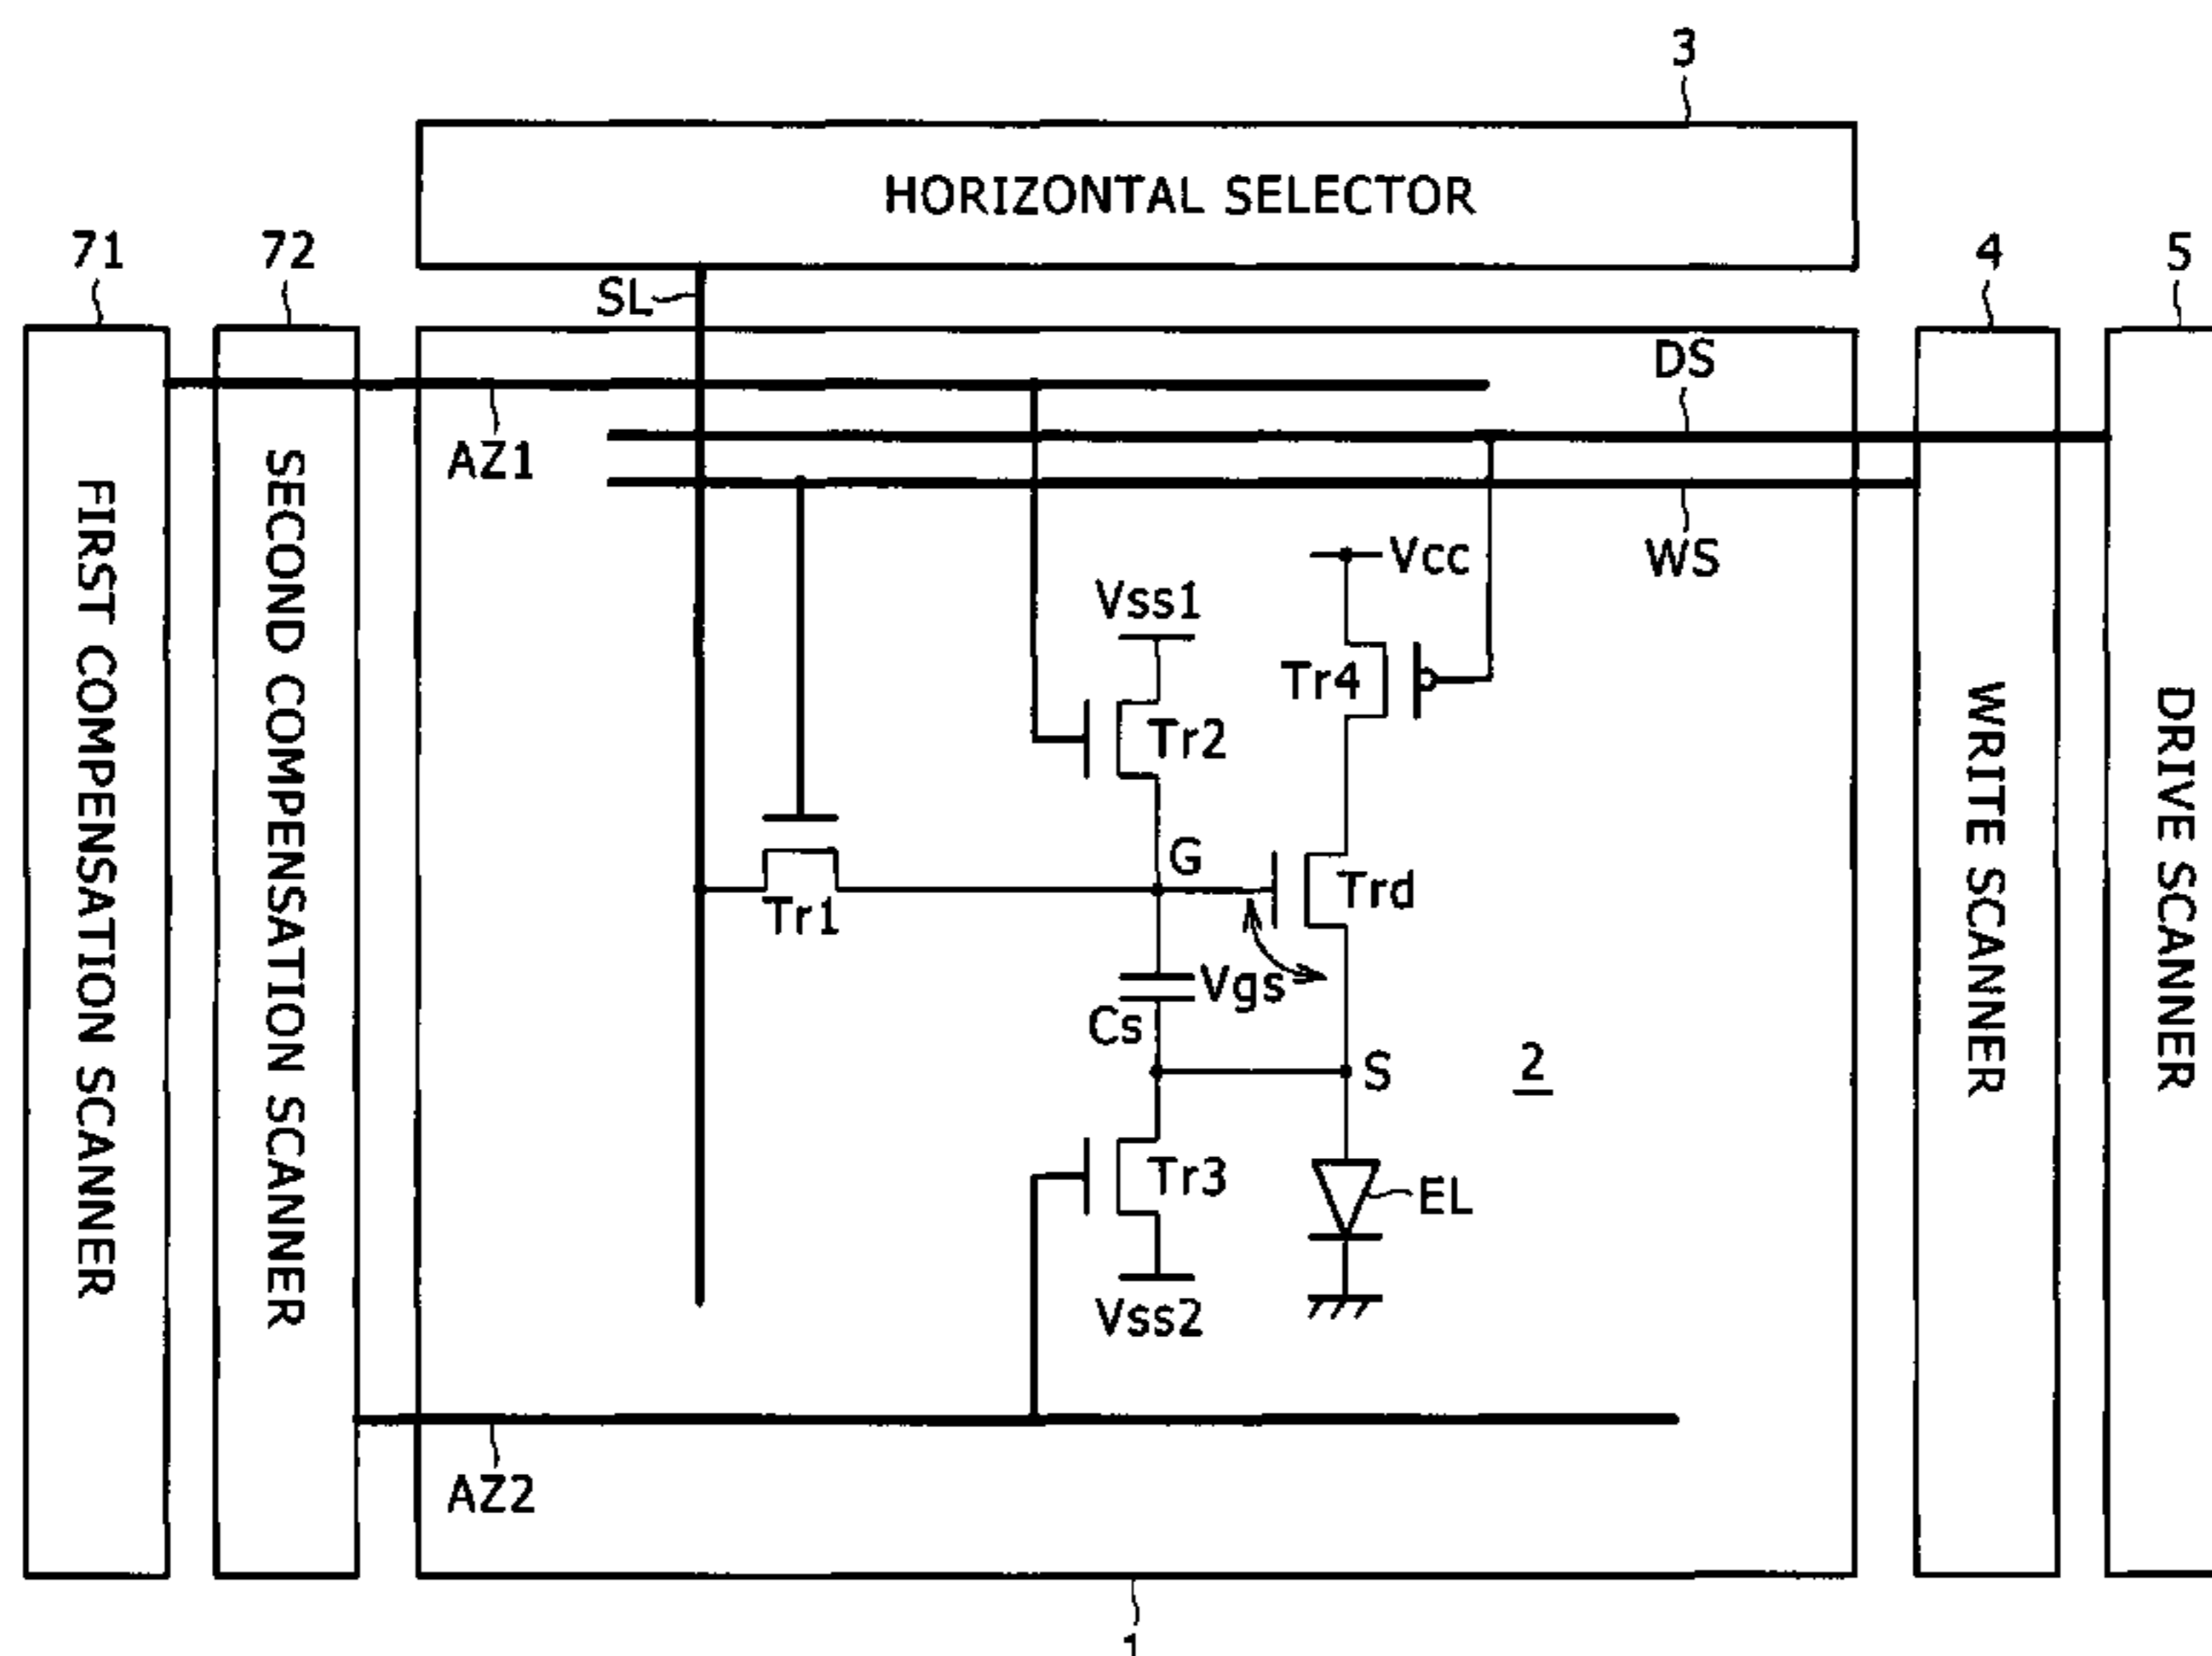 3
HORIZONTAL SELECTOR
71
72
4
5
SL
DS
AZ1
WS
Vcc
Vss1
Tr4
Tr2
G
Trd
Tr1
Vgs
Cs
S
2
Tr3
EL
Vss2
AZ2
FIRST COMPENSATION SCANNER
SECOND COMPENSATION SCANNER
WRITE SCANNER
DRIVE SCANNER
1